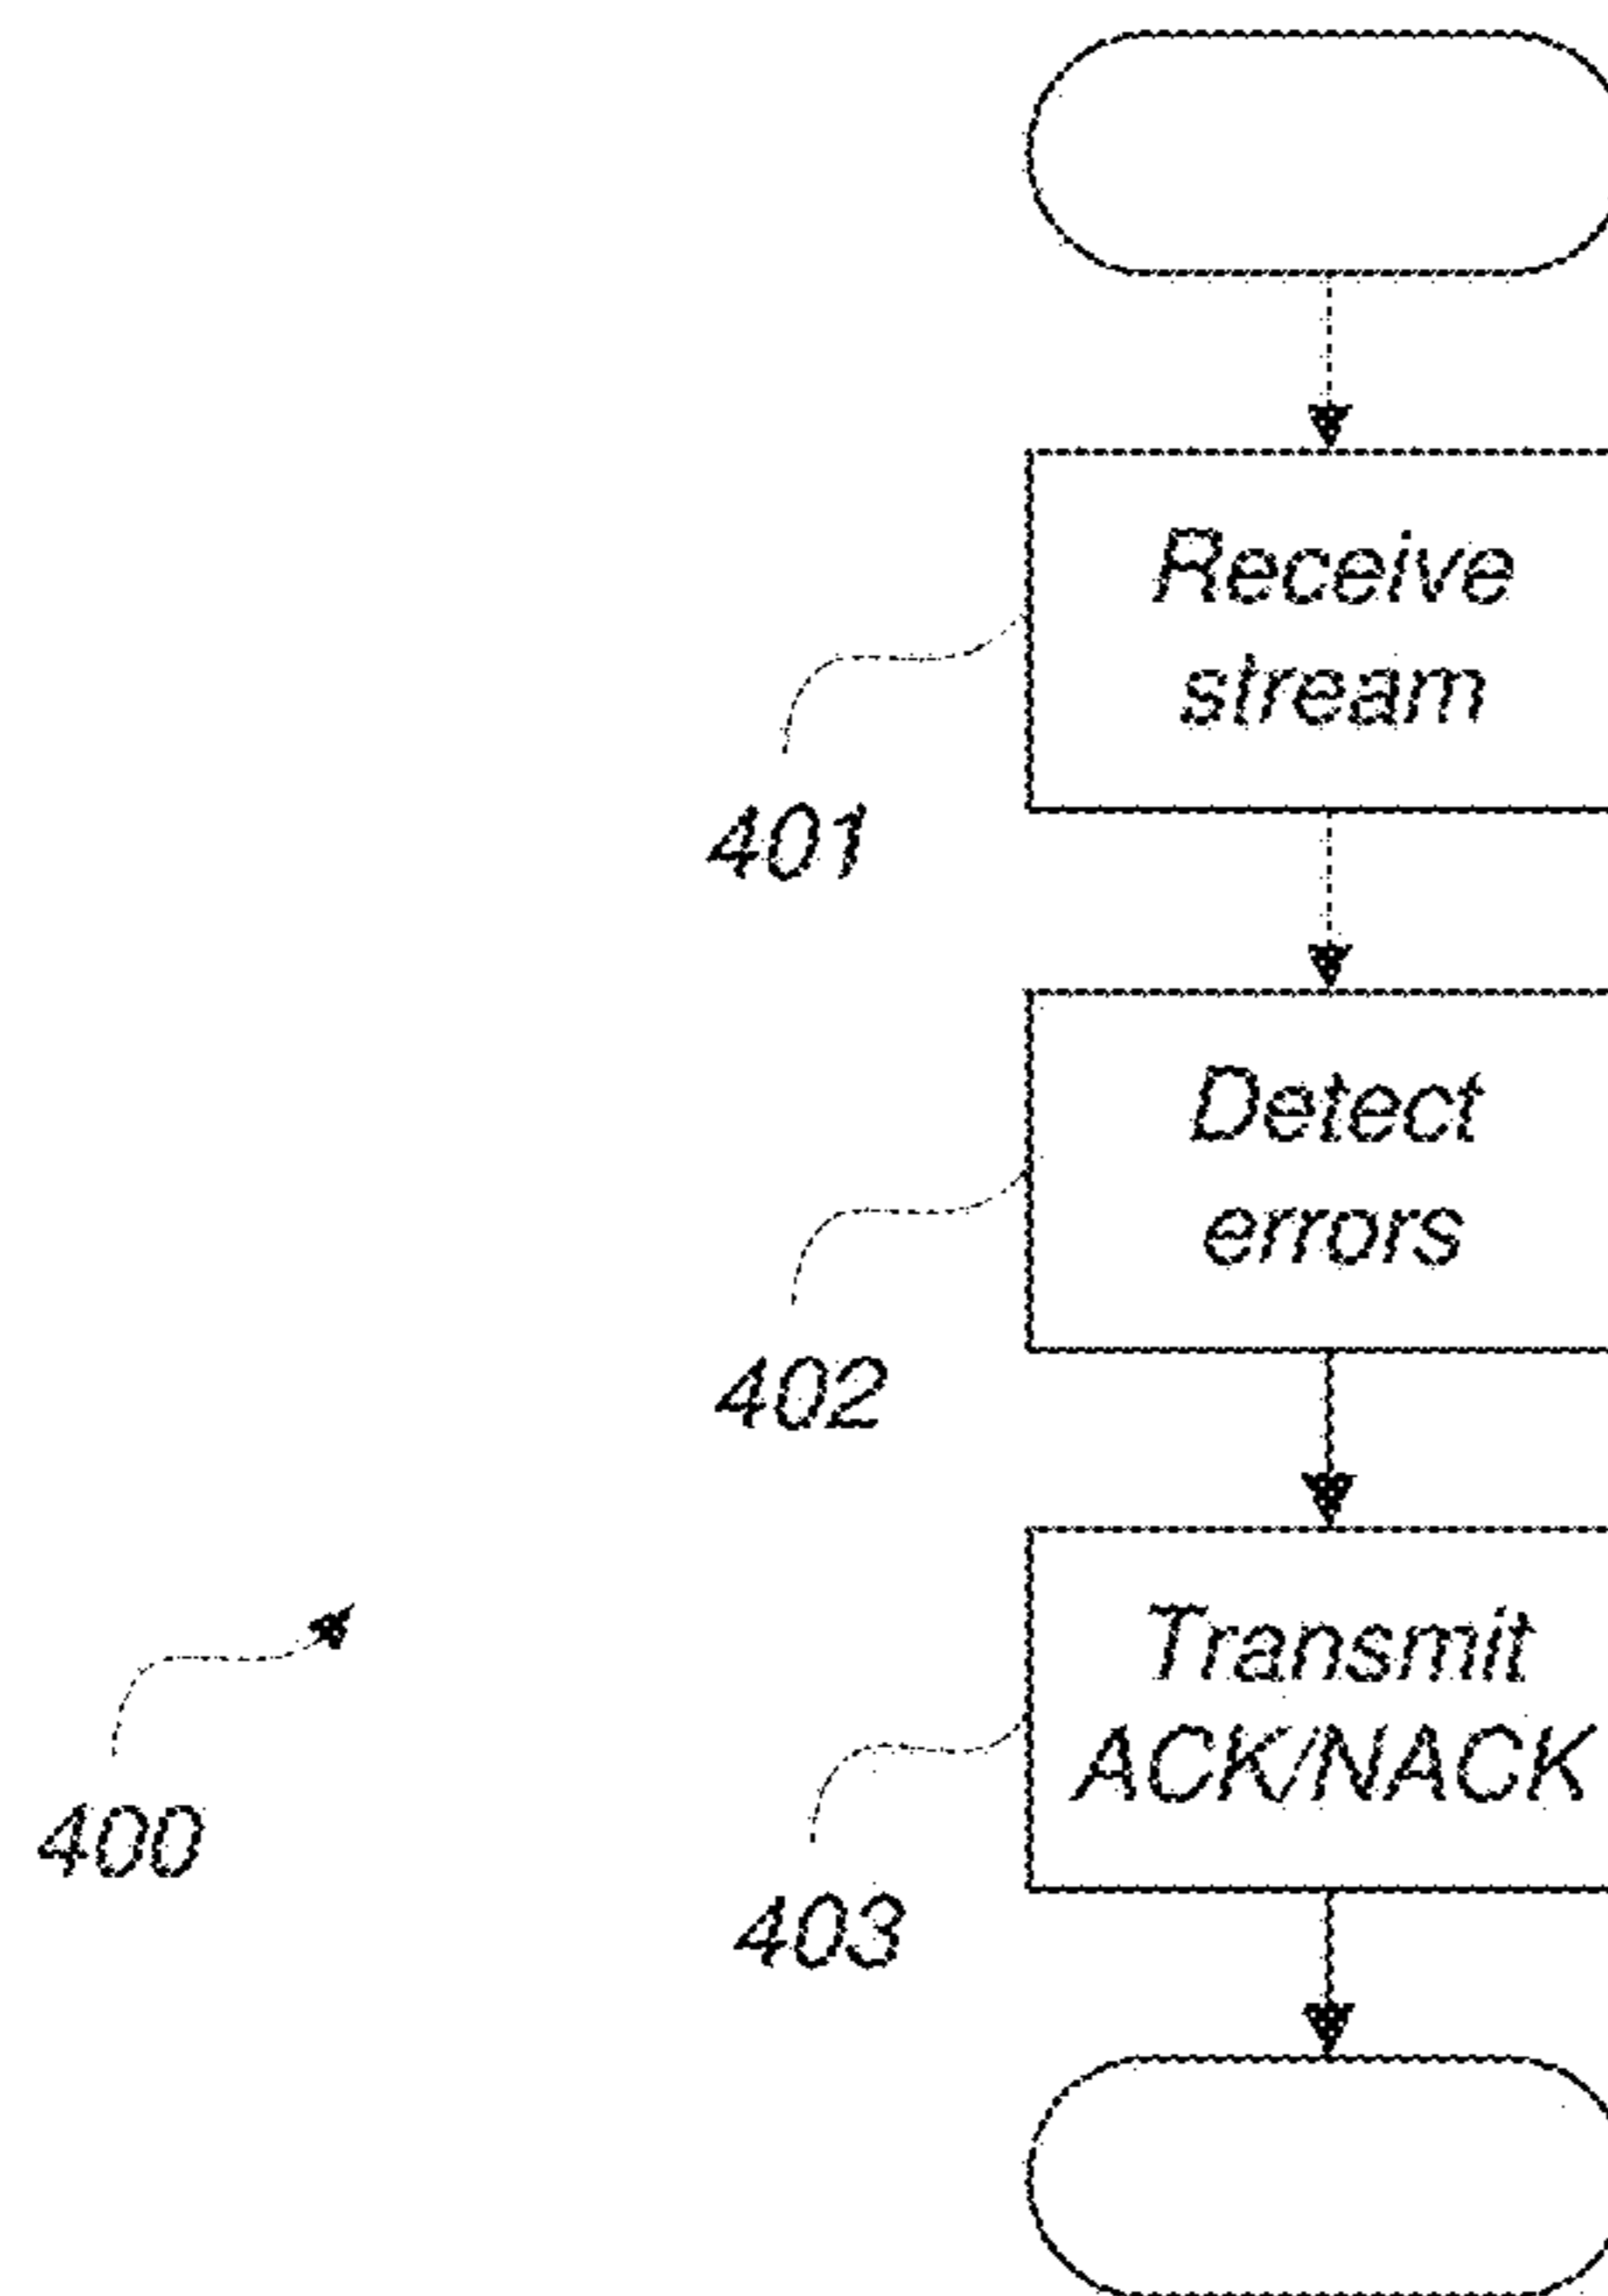 Receive
stream
401
Detect
errors
402
Transmit
ACK/NACK
400
403